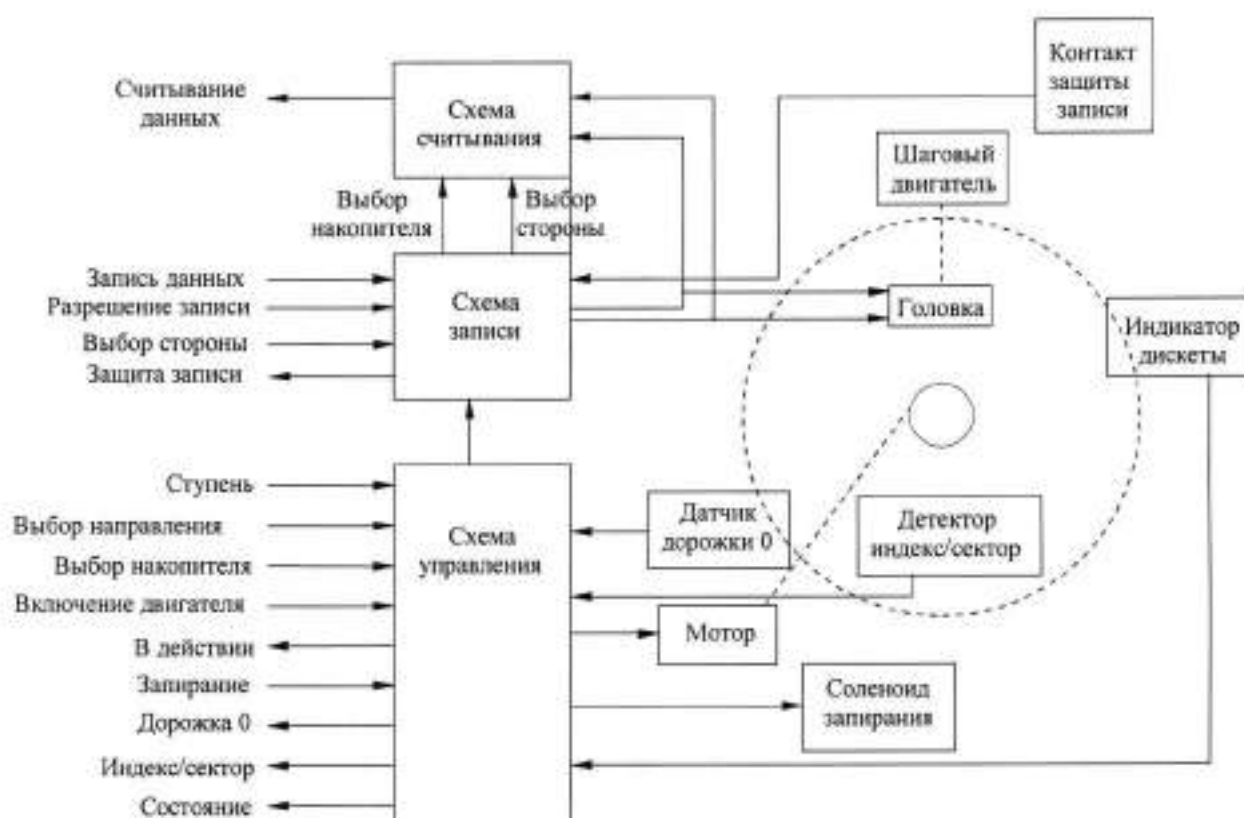 Контакт
защиты
записи
Считывание
данных
Схема
считывания
Шаговый
двигатель
Выбор
накопителя
Выбор
стороны
Запись данных
Разрешение записи
Выбор стороны
Защита записи
Схема
записи
Головка
Индикатор
дискеты
Ступень
Выбор направления
Выбор накопителя
Включение двигателя
В действии
Запирание
Дорожка 0
Индекс/сектор
Состояние
Схема
управления
Датчик
дорожки 0
Детектор
индекс/сектор
Мотор
Соленоид
запирания